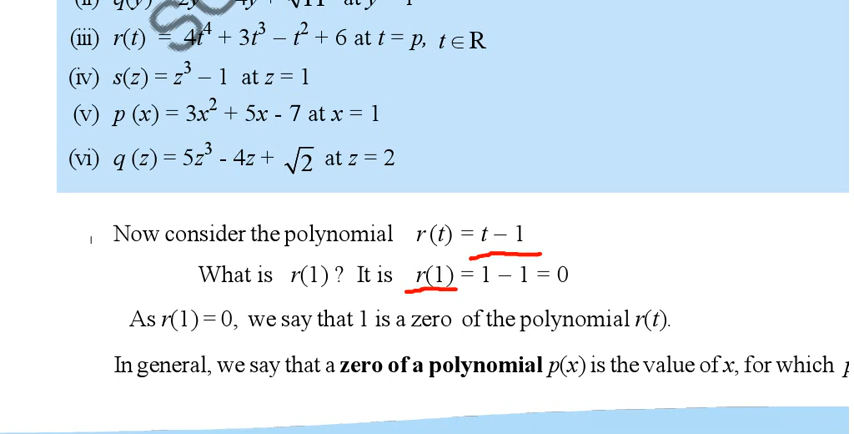 (iii) r(t) = 4t⁴ + 3t³ – t² + 6 at t = p, t ∈ R
(iv) s(z) = z³ – 1 at z = 1
(v) p (x) = 3x² + 5x - 7 at x = 1
(vi) q (z) = 5z³ - 4z + √2 at z = 2
Now consider the polynomial r(t) = t – 1
What is r(1) ? It is r(1) = 1 – 1 = 0
As r(1) = 0, we say that 1 is a zero of the polynomial r(t).
In general, we say that a zero of a polynomial p(x) is the value of x, for which